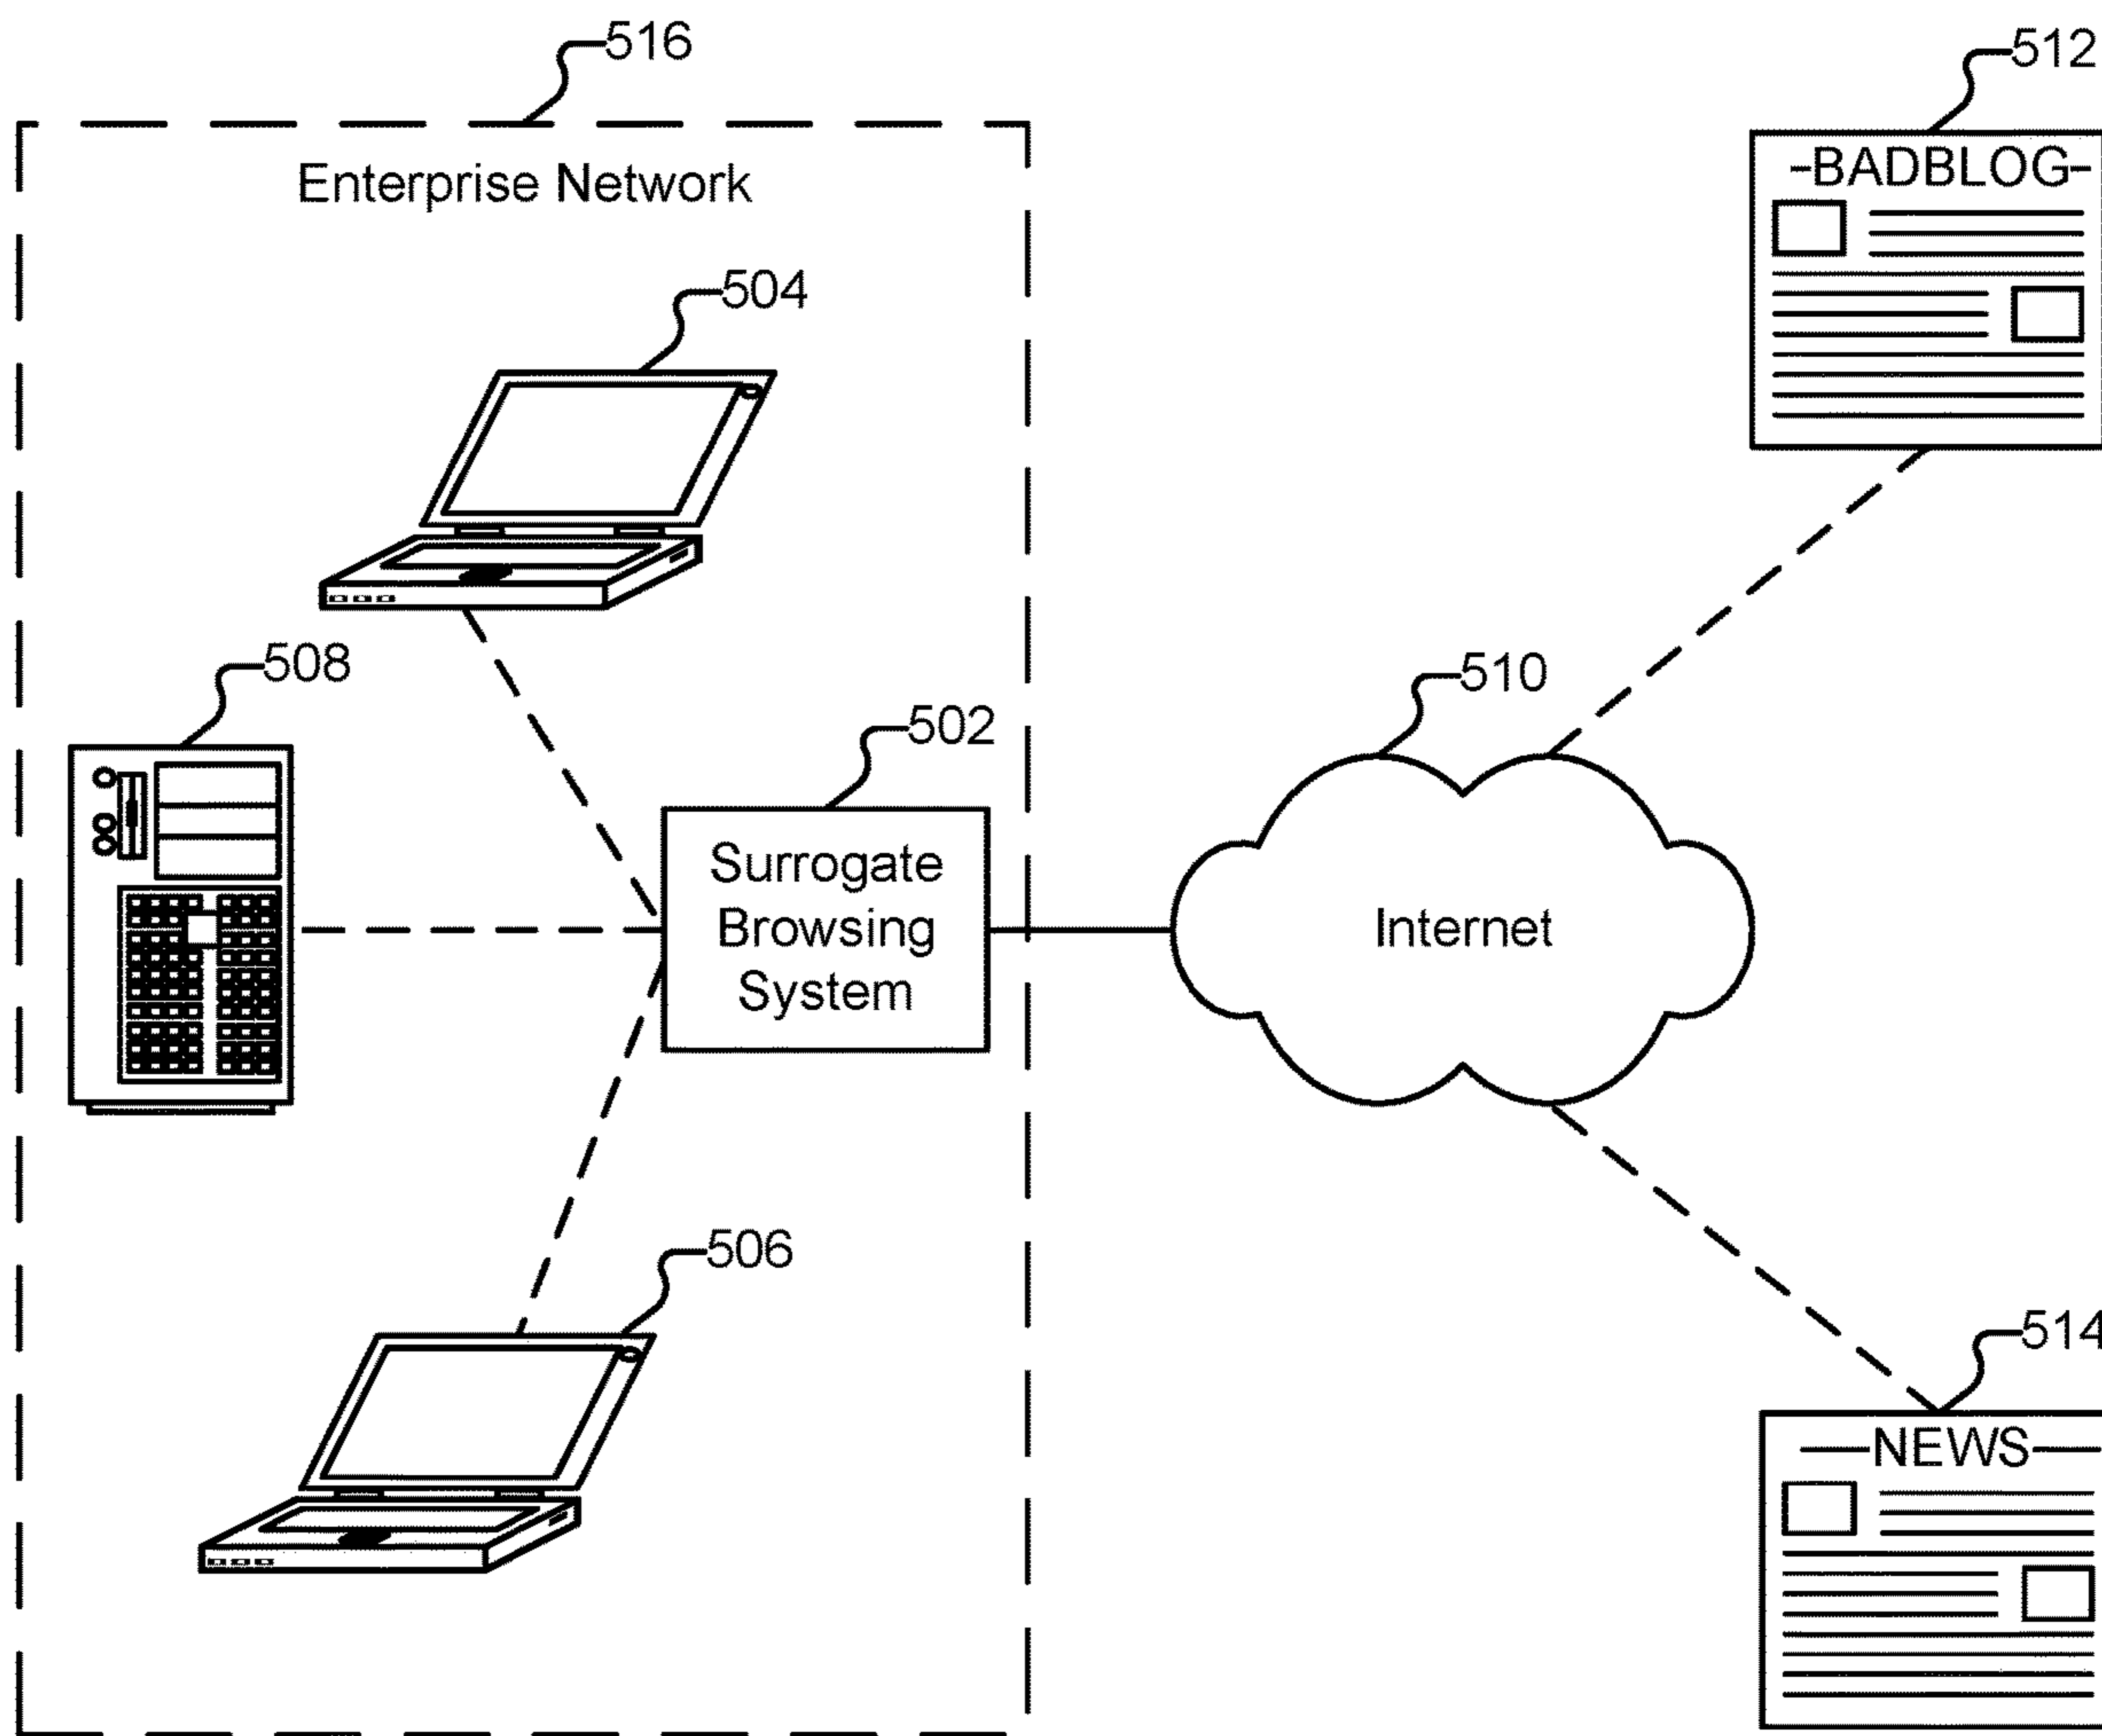 516
512
Enterprise Network
-BADBLOG-
504
508
510
502
Surrogate
Browsing
System
Internet
506
514
NEWS